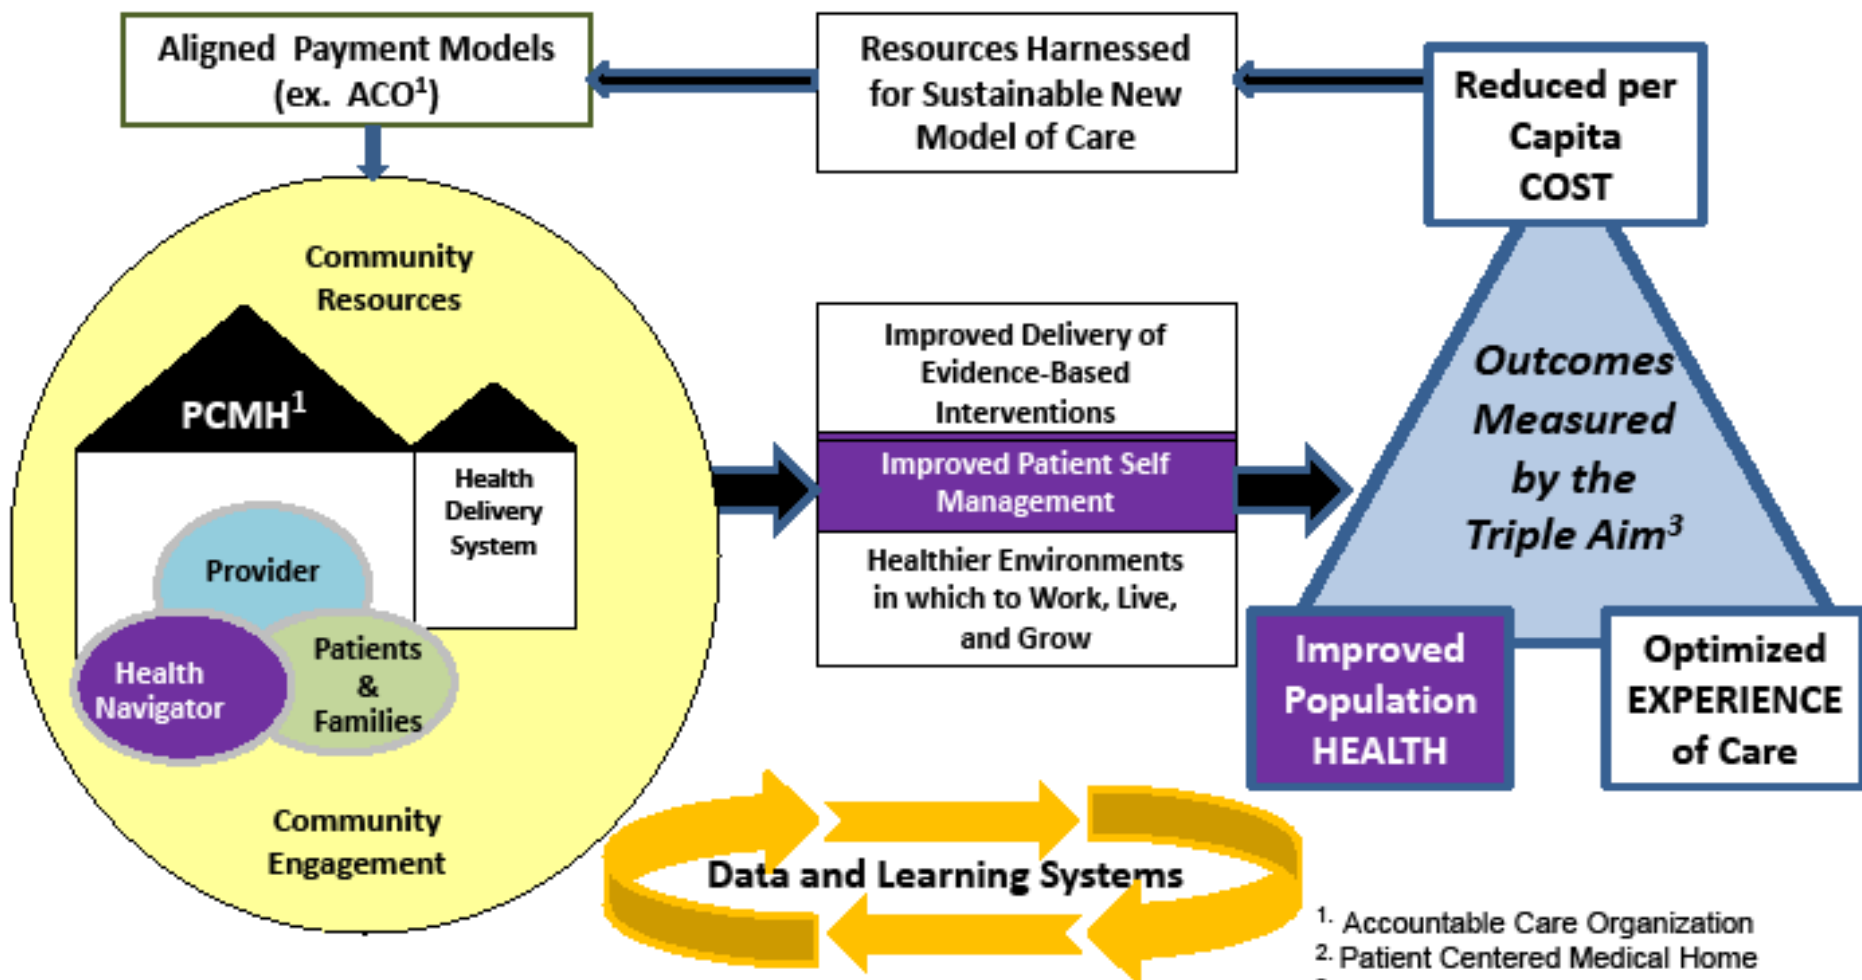 Aligned Payment Models
(ex. ACO¹)
Resources Harnessed
for Sustainable New
Model of Care
Reduced per
Capita
COST
Community
Resources
PCMH¹
Health
Delivery
System
Provider
Health
Navigator
Patients
&
Families
Community
Engagement
Improved Delivery of
Evidence-Based
Interventions
Improved Patient Self
Management
Healthier Environments
in which to Work, Live,
and Grow
Outcomes
Measured
by the
Triple Aim³
Improved
Population
HEALTH
Optimized
EXPERIENCE
of Care
Data and Learning Systems
1. Accountable Care Organization
2. Patient Centered Medical Home